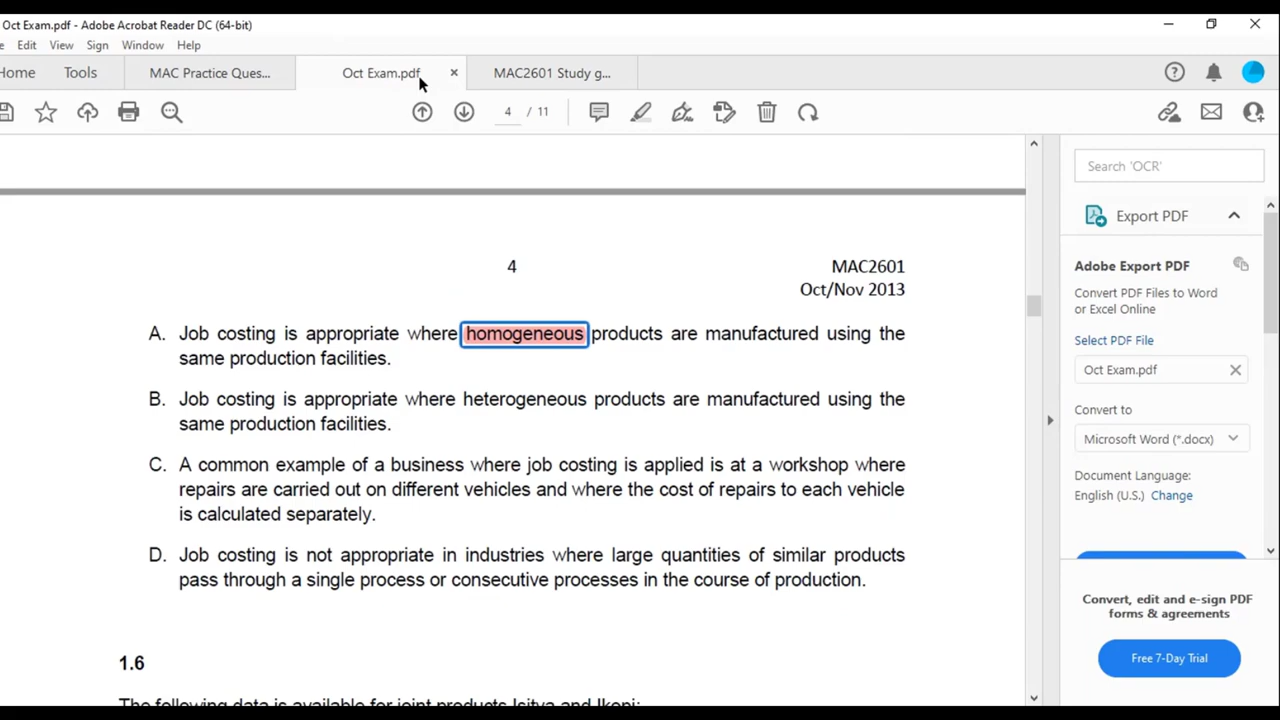 Oct Exam.pdf - Adobe Acrobat Reader DC (64-bit)
Edit View Sign Window Help
Home Tools MAC Practice Ques... Oct Exam.pdf MAC2601 Study g...
4 / 11
Search 'OCR'
Export PDF
4 MAC2601
Oct/Nov 2013
A. Job costing is appropriate where homogeneous products are manufactured using the
same production facilities.
B. Job costing is appropriate where heterogeneous products are manufactured using the
same production facilities.
C. A common example of a business where job costing is applied is at a workshop where
repairs are carried out on different vehicles and where the cost of repairs to each vehicle
is calculated separately.
D. Job costing is not appropriate in industries where large quantities of similar products
pass through a single process or consecutive processes in the course of production.
1.6
The following data is available for joint products Isitya and Ikopi:
Adobe Export PDF
Convert PDF Files to Word
or Excel Online
Select PDF File
Oct Exam.pdf
Convert to
Microsoft Word (*.docx)
Document Language:
English (U.S.) Change
Convert, edit and e-sign PDF
forms & agreements
Free 7-Day Trial